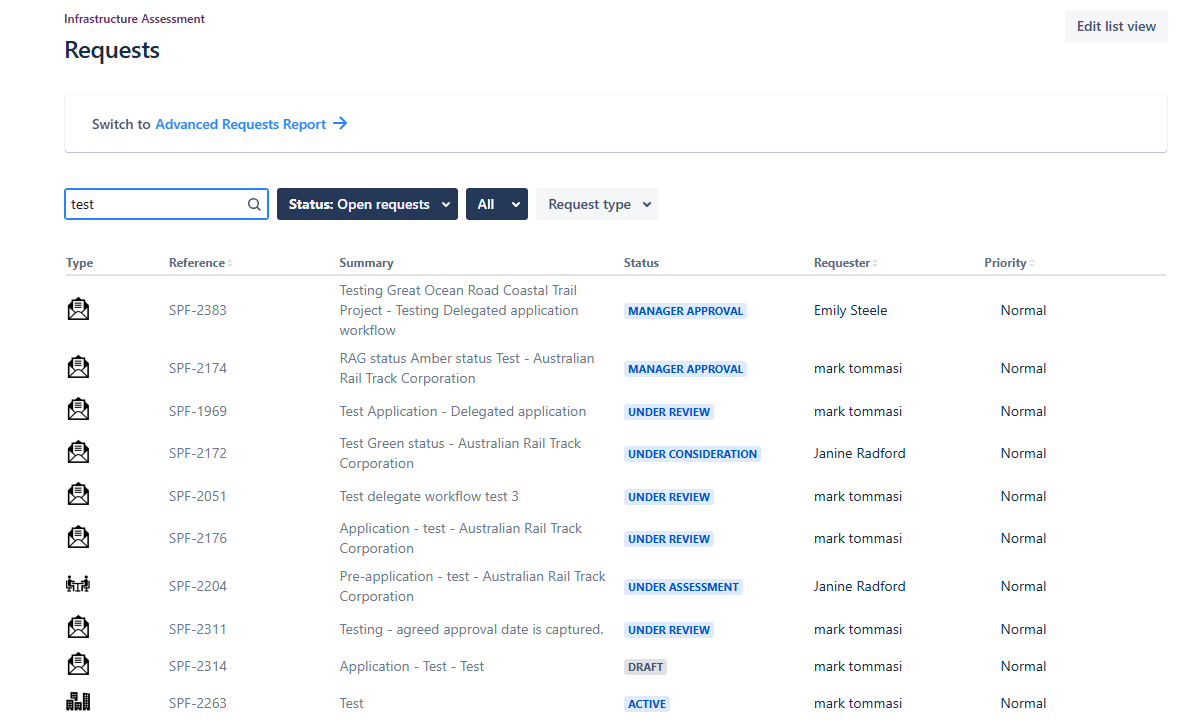 Infrastructure Assessment
Requests
Edit list view
Switch to Advanced Requests Report →
test
Status: Open requests
All
Request type
Type Reference Summary Status Requester Priority
SPF-2383 Testing Great Ocean Road Coastal Trail
Project - Testing Delegated application
workflow MANAGER APPROVAL Emily Steele Normal
SPF-2174 RAG status Amber status Test - Australian
Rail Track Corporation MANAGER APPROVAL mark tommasi Normal
SPF-1969 Test Application - Delegated application UNDER REVIEW mark tommasi Normal
SPF-2172 Test Green status - Australian Rail Track
Corporation UNDER CONSIDERATION Janine Radford Normal
SPF-2051 Test delegate workflow test 3 UNDER REVIEW mark tommasi Normal
SPF-2176 Application - test - Australian Rail Track
Corporation UNDER REVIEW mark tommasi Normal
SPF-2204 Pre-application - test - Australian Rail Track
Corporation UNDER ASSESSMENT Janine Radford Normal
SPF-2311 Testing - agreed approval date is captured. UNDER REVIEW mark tommasi Normal
SPF-2314 Application - Test - Test DRAFT mark tommasi Normal
SPF-2263 Test ACTIVE mark tommasi Normal